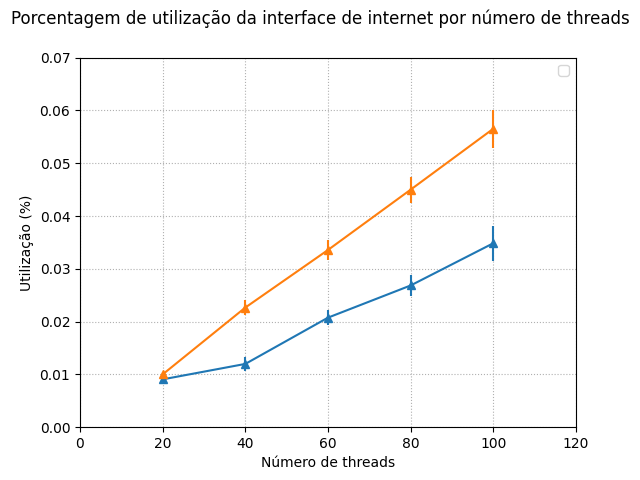 Porcentagem de utilização da interface de internet por número de threads
0.07
0.06
0.05
0.04
0.03
0.02
0.01
0.00
Utilização (%)
0 20 40 60 80 100 120
Número de threads